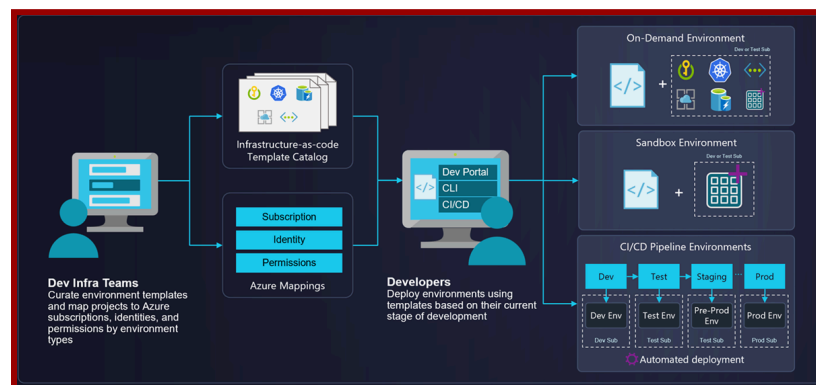 On-Demand Environment
Dev or Test Sub
</>
+
Infrastructure-as-code
Template Catalog
Sandbox Environment
Dev or Test Sub
</>
+
</>
Dev Portal
CLI
CI/CD
Subscription
Identity
Permissions
Azure Mappings
Dev Infra Teams
Curate environment templates
and map projects to Azure
subscriptions, identities, and
permissions by environment
types
Developers
Deploy environments using
templates based on their current
stage of development
CI/CD Pipeline Environments
Dev
Test
Staging
...
Prod
Dev Env
Test Env
Pre-Prod
Env
Prod Env
Dev Sub
Test Sub
Test Sub
Prod Sub
Automated deployment